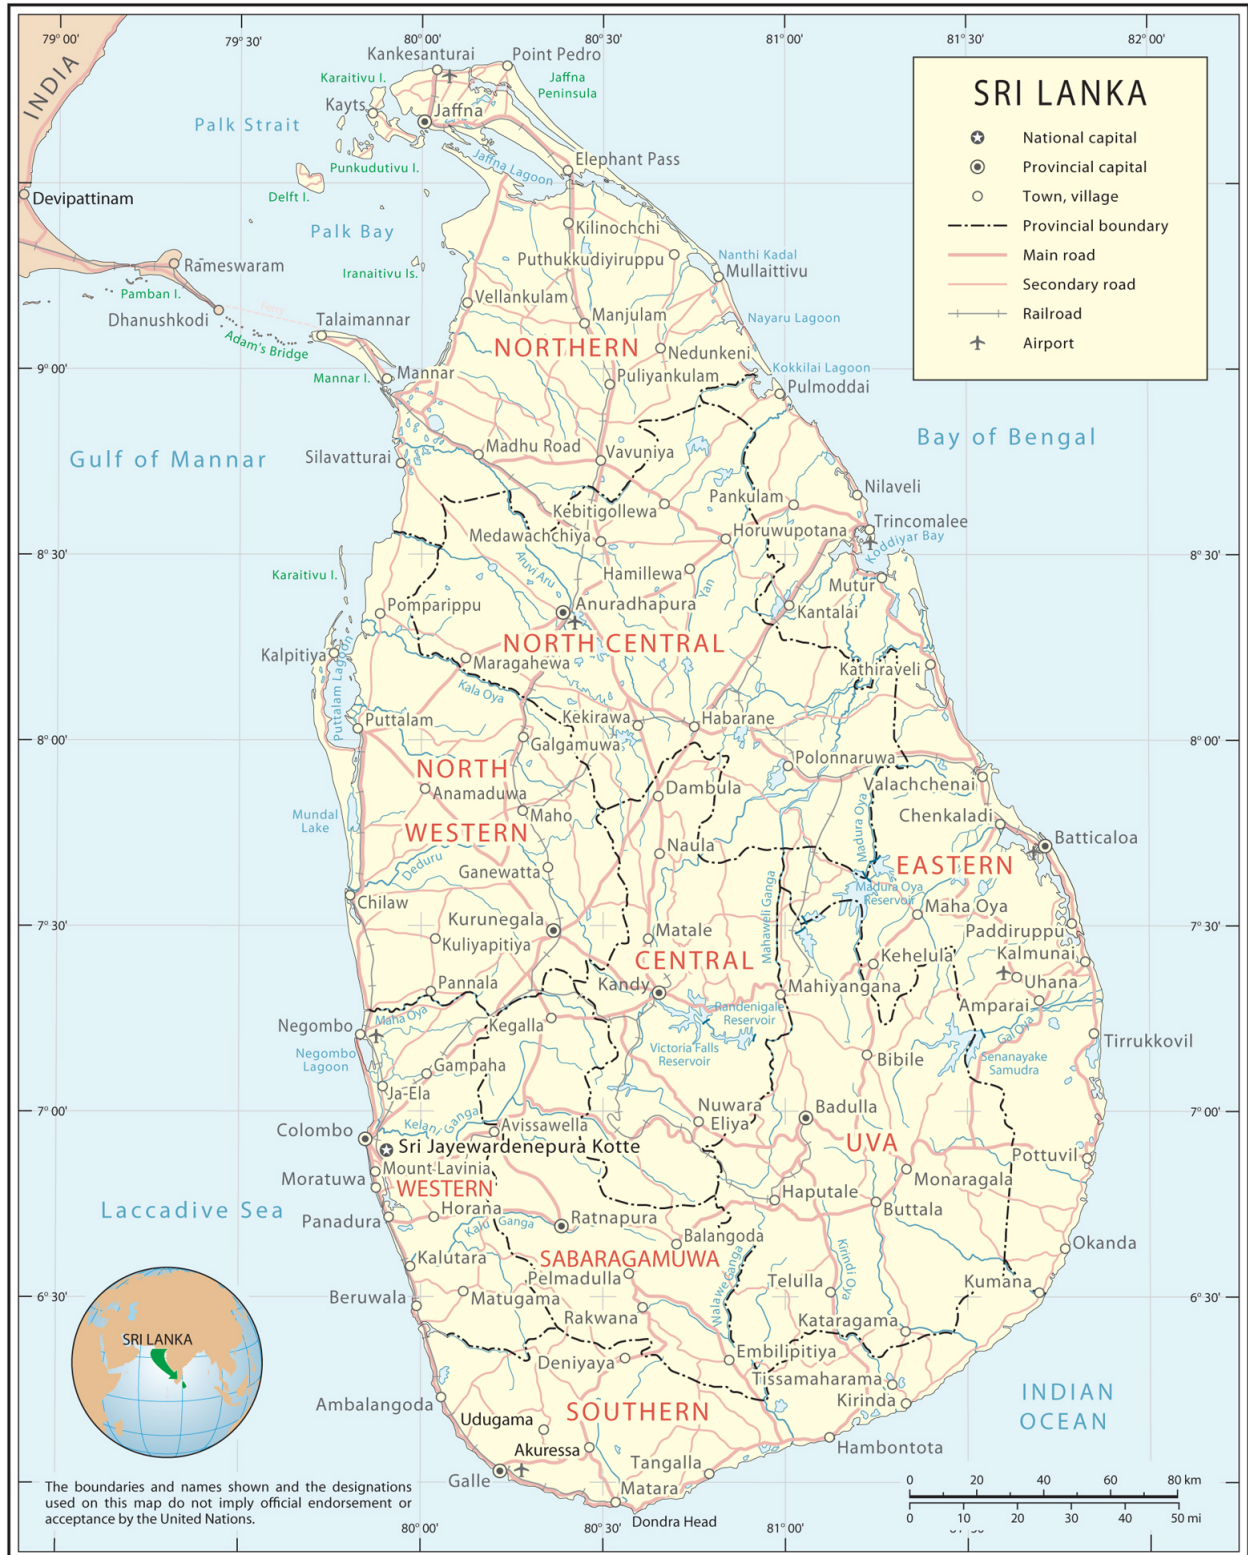 79° 00'
79° 30'
80° 00'
80° 30'
81° 00'
81° 30'
82° 00'
INDIA
Kankesanturai
Point Pedro
Karaitivu I.
Jaffna
Peninsula
Kayts
Jaffna
Palk Strait
Punkudutivu I.
Jaffna Lagoon
Elephant Pass
Delft I.
Devipattinam
Palk Bay
Kilinochchi
Puthukkudiyiruppu
Nanthi Kadal
Mullaittivu
Iranaitivu Is.
Rameswaram
Pamban I.
Vellankulam
Dhanushkodi
Ferry
Talaimannar
Manjulam
Nayaru Lagoon
Adam's Bridge
NORTHERN
Nedunkeni
Kokkilai Lagoon
9° 00'
Mannar I.
Mannar
Puliyankulam
Pulmoddai
SRI LANKA
National capital
Provincial capital
Town, village
Provincial boundary
Main road
Secondary road
Railroad
Airport
Gulf of Mannar
Bay of Bengal
Silavatturai
Madhu Road
Vavuniya
Nilaveli
Pankulam
Kebitigollewa
Trincomalee
Medawachchiya
Horuwupotana
Koddiyar Bay
8° 30'
8° 30'
Karaitivu I.
Aruvi Aru
Hamillewa
Yan
Mutur
Pomparippu
Anuradhapura
Kantalai
NORTH CENTRAL
Kalpitiya
Puttalam Lagoon
Maragahewa
Kathiraveli
Kala Oya
Puttalam
Kekirawa
Habarane
8° 00'
8° 00'
Galgamuwa
Polonnaruwa
NORTH
WESTERN
Anamaduwa
Dambula
Valachchenai
Mundal
Lake
Maho
Madura Oya
Chenkaladi
Batticaloa
Naula
EASTERN
Deduru
Ganewatta
Madura Oya
Reservoir
Chilaw
Mahaweli Ganga
Maha Oya
7° 30'
7° 30'
Kurunegala
Matale
Paddiruppu
Kuliyapitiya
CENTRAL
Kehelula
Kalmunai
Pannala
Kandy
Mahiyangana
Uhana
Amparai
Maha Oya
Negombo
Kegalla
Randenigale
Reservoir
Gal Oya
Tirrukkovil
Negombo
Lagoon
Victoria Falls
Reservoir
Bibile
Senanayake
Samudra
Gampaha
Ja-Ela
7° 00'
7° 00'
Kelani Ganga
Nuwara
Eliya
Badulla
Colombo
Avissawella
Sri Jayewardenepura Kotte
UVA
Pottuvil
Mount Lavinia
Moratuwa
WESTERN
Monaragala
Laccadive Sea
Panadura
Horana
Kalu Ganga
Ratnapura
Haputale
Buttala
Balangoda
Okanda
Kalutara
SABARAGAMUWA
Pelmadulla
Walawe Ganga
Telulla
Kirindi Oya
Kumana
Beruwala
Matugama
6° 30'
6° 30'
Rakwana
Kataragama
SRI LANKA
Deniyaya
Embilipitiya
Tissamaharama
Ambalangoda
SOUTHERN
Kirinda
INDIAN
OCEAN
Udugama
Akuressa
Hambontota
Galle
Tangalla
Matara
Dondra Head
The boundaries and names shown and the designations
used on this map do not imply official endorsement or
acceptance by the United Nations.
0 20 40 60 80 km
0 10 20 30 40 50 mi
80° 00'
80° 30'
81° 00'
81° 30'